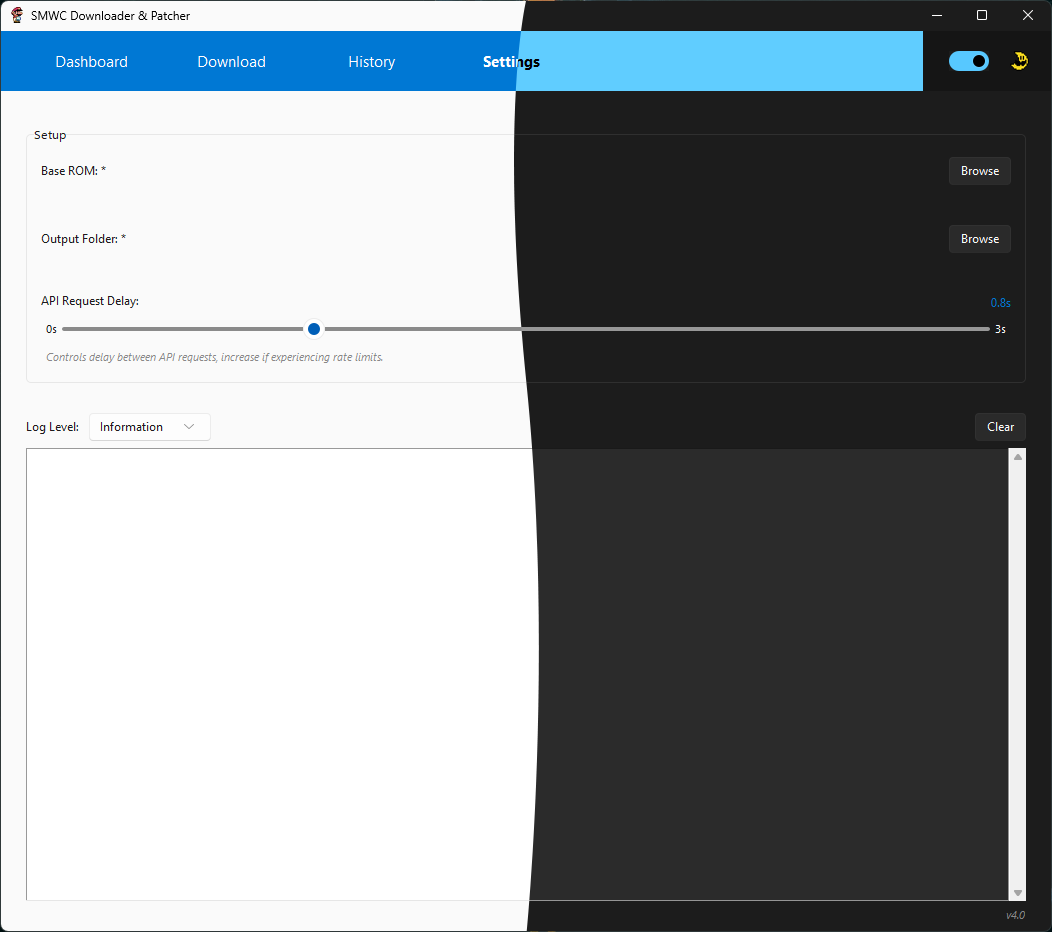 SMWC Downloader & Patcher
Dashboard Download History Settings
Setup
Base ROM: * Browse
Output Folder: * Browse
API Request Delay: 0.8s
0s 3s
Controls delay between API requests, increase if experiencing rate limits.
Log Level: Information Clear
v4.0